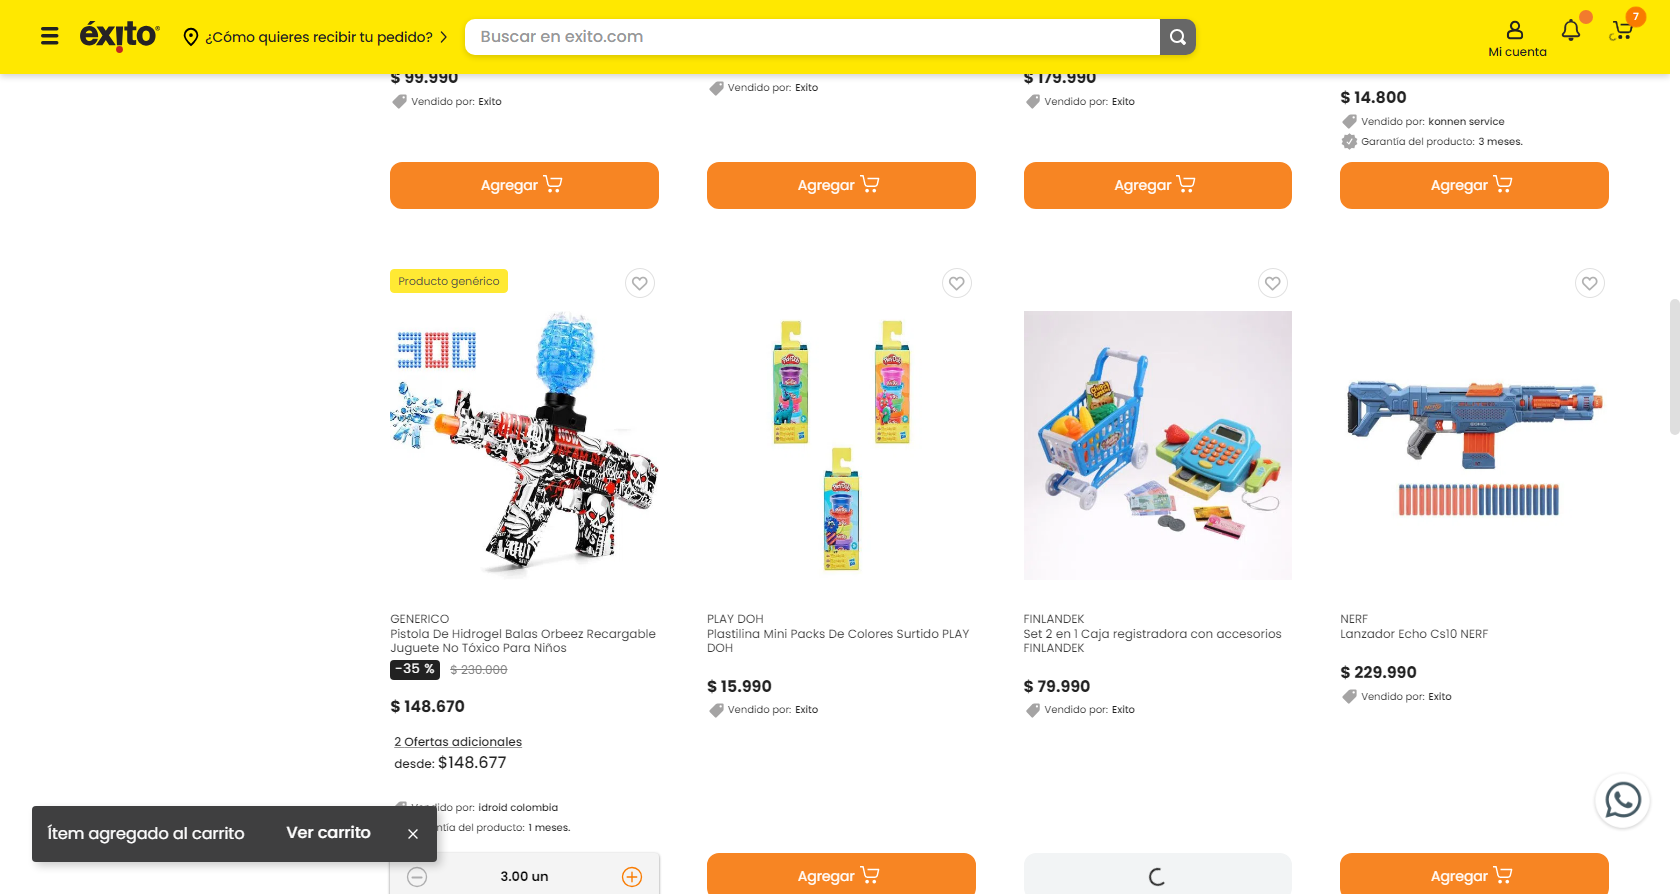 éxito
¿Cómo quieres recibir tu pedido?
Buscar en exito.com
Mi cuenta
7
$ 99.990
Vendido por: Exito
Agregar
Vendido por: Exito
Agregar
$ 179.990
Vendido por: Exito
Agregar
$ 14.800
Vendido por: konnen service
Garantía del producto: 3 meses.
Agregar
Producto genérico
300
GENERICO
Pistola De Hidrogel Balas Orbeez Recargable
Juguete No Tóxico Para Niños
-35 %
$ 230.000
$ 148.670
2 Ofertas adicionales
desde: $148.677
Vendido por: idroid colombia
del producto: 1 meses.
3.00 un
PLAY DOH
Plastilina Mini Packs De Colores Surtido PLAY
DOH
$ 15.990
Vendido por: Exito
Agregar
FINLANDEK
Set 2 en 1 Caja registradora con accesorios
FINLANDEK
$ 79.990
Vendido por: Exito
NERF
Lanzador Echo Cs10 NERF
$ 229.990
Vendido por: Exito
Agregar
Ítem agregado al carrito
Ver carrito